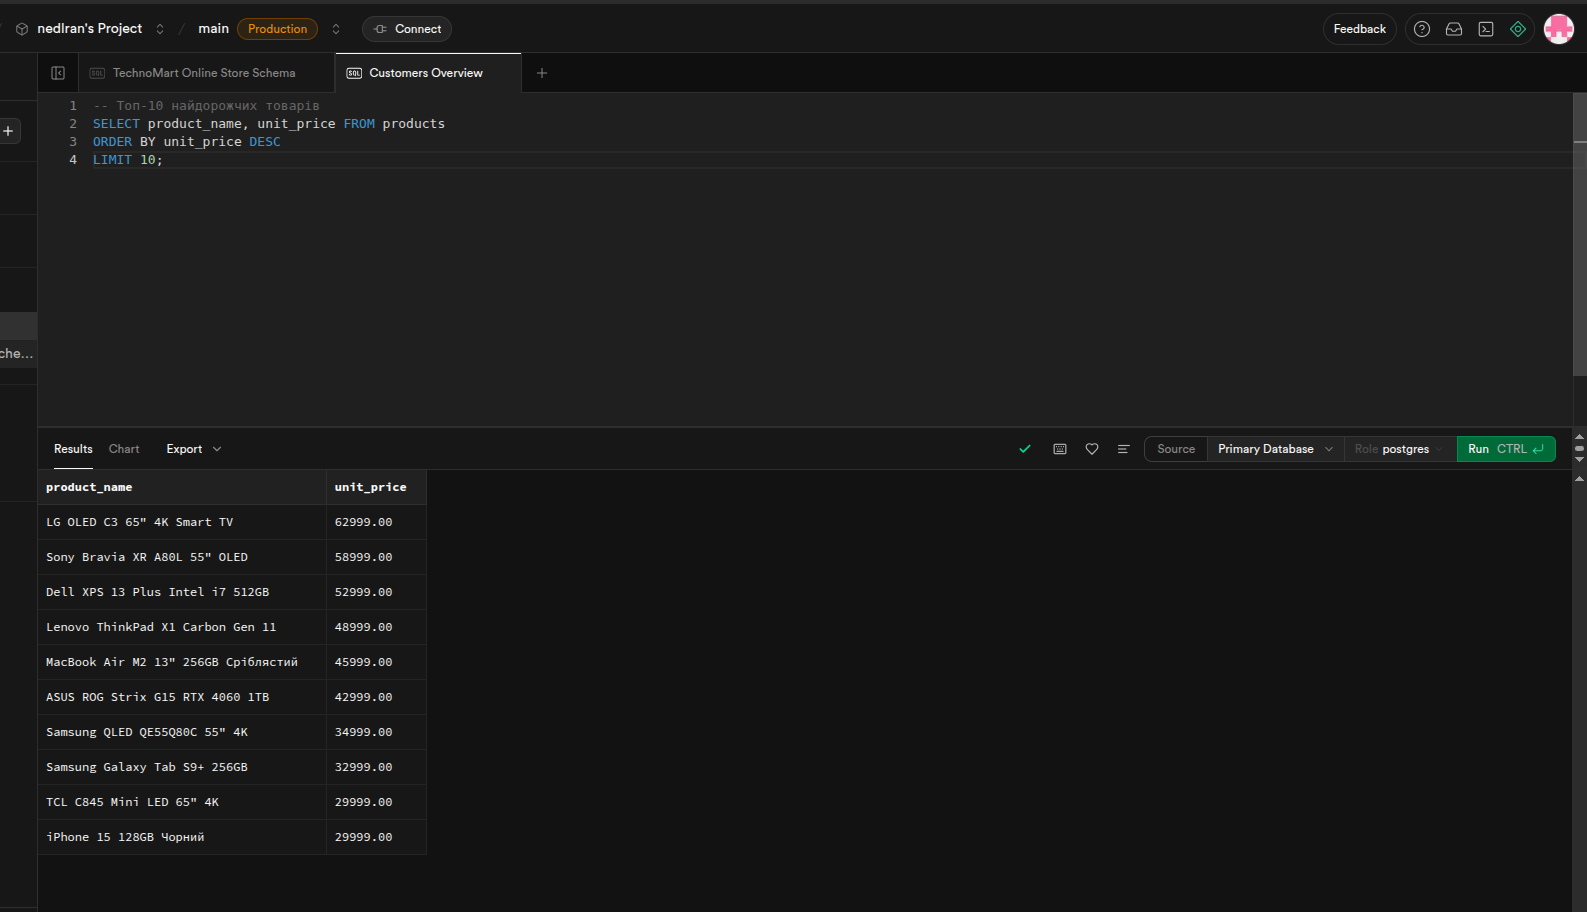 nedIran's Project / main Production Connect Feedback
SQL TechnoMart Online Store Schema SQL Customers Overview +
1 -- Топ-10 найдорожчих товарів
2 SELECT product_name, unit_price FROM products
3 ORDER BY unit_price DESC
4 LIMIT 10;
che...
Results Chart Export Source Primary Database Role postgres Run CTRL
product_name unit_price
LG OLED C3 65" 4K Smart TV 62999.00
Sony Bravia XR A80L 55" OLED 58999.00
Dell XPS 13 Plus Intel i7 512GB 52999.00
Lenovo ThinkPad X1 Carbon Gen 11 48999.00
MacBook Air M2 13" 256GB Сріблястий 45999.00
ASUS ROG Strix G15 RTX 4060 1TB 42999.00
Samsung QLED QE55Q80C 55" 4K 34999.00
Samsung Galaxy Tab S9+ 256GB 32999.00
TCL C845 Mini LED 65" 4K 29999.00
iPhone 15 128GB Чорний 29999.00